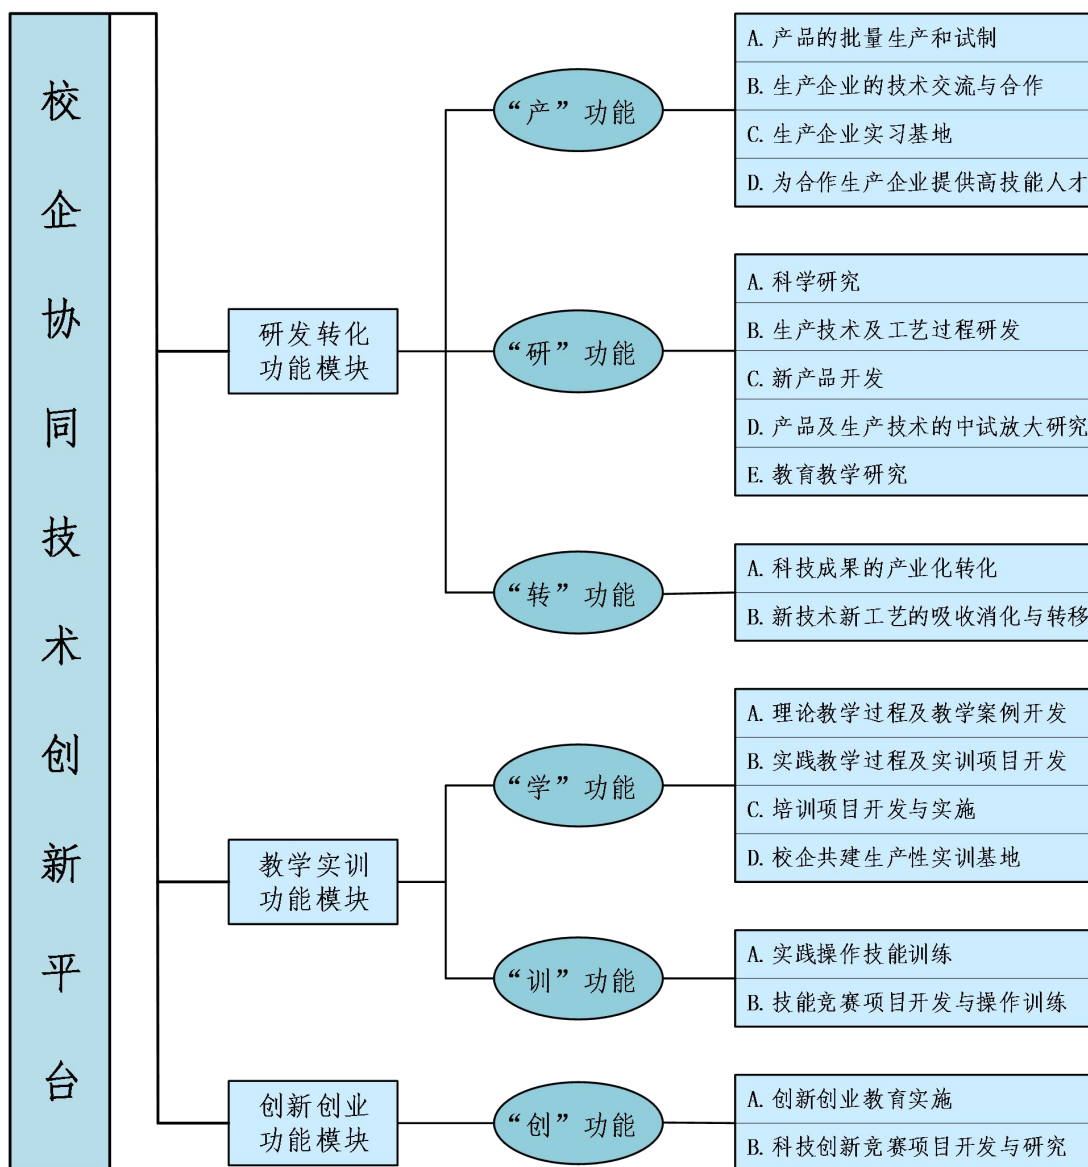 校企协同技术创新平台
研发转化
功能模块
“产”功能
A. 产品的批量生产和试制
B. 生产企业的技术交流与合作
C. 生产企业实习基地
D. 为合作生产企业提供高技能人才
“研”功能
A. 科学研究
B. 生产技术及工艺过程研发
C. 新产品开发
D. 产品及生产技术的中试放大研究
E. 教育教学研究
“转”功能
A. 科技成果的产业化转化
B. 新技术新工艺的吸收消化与转移
教学实训
功能模块
“学”功能
A. 理论教学过程及教学案例开发
B. 实践教学过程及实训项目开发
C. 培训项目开发与实施
D. 校企共建生产性实训基地
“训”功能
A. 实践操作技能训练
B. 技能竞赛项目开发与操作训练
创新创业
功能模块
“创”功能
A. 创新创业教育实施
B. 科技创新竞赛项目开发与研究